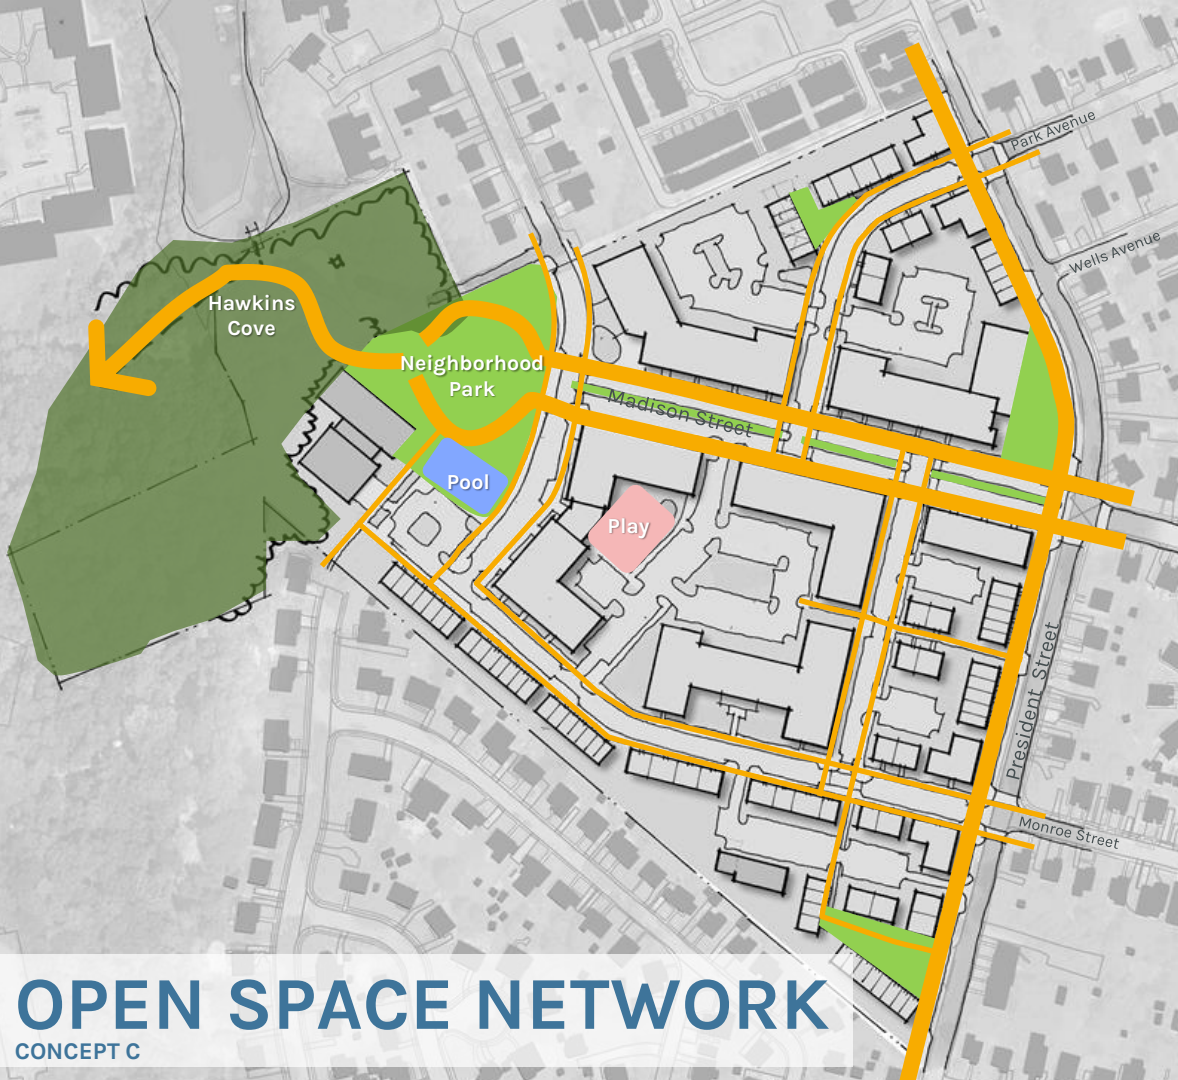 Park Avenue
Wells Avenue
Hawkins
Cove
Neighborhood
Park
Madison Street
Pool
Play
President Street
Monroe Street
OPEN SPACE NETWORK
CONCEPT C